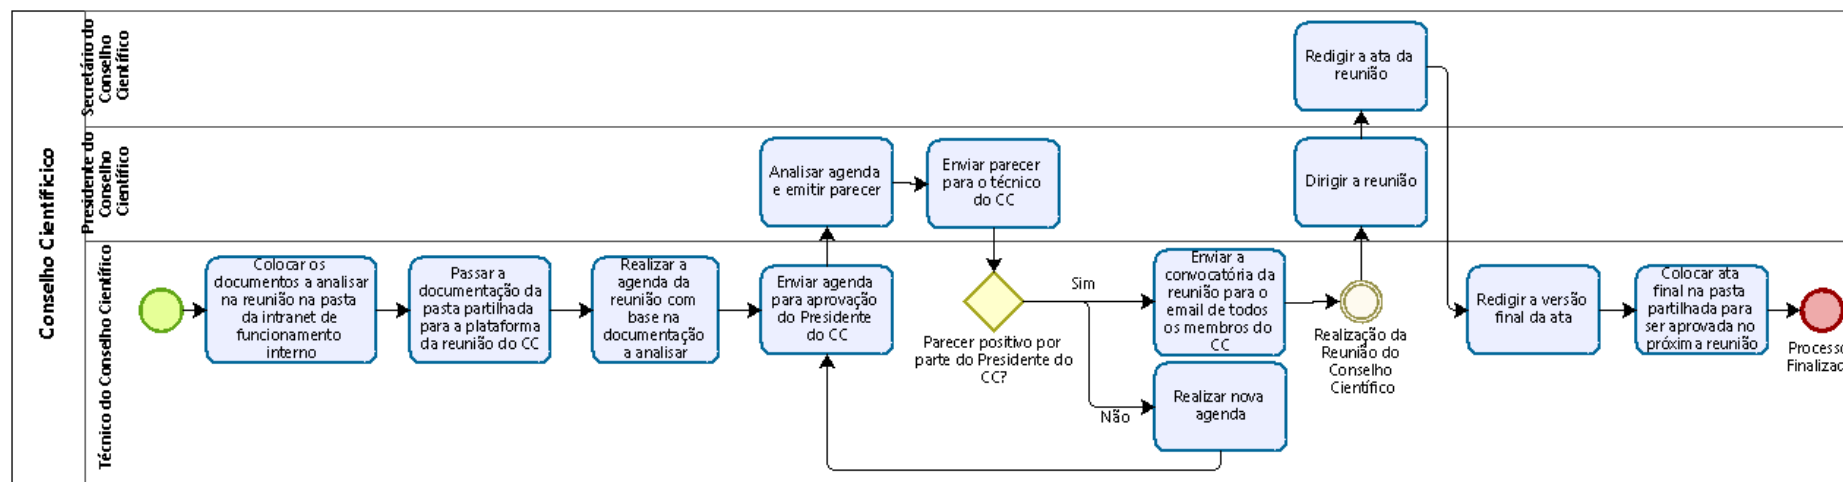 Conselho Científicio
Secretário do
Conselho
Científico
Presidente do
Conselho
Científico
Técnico do Conselho Científico
Colocar os
documentos a analisar
na reunião na pasta
da intranet de
funcionamento
interno
Passar a
documentação da
pasta partilhada
para a plataforma
da reunião do CC
Realizar a
agenda da
reunião com
base na
documentação
a analisar
Enviar agenda
para aprovação
do Presidente
do CC
Analisar agenda
e emitir parecer
Enviar parecer
para o técnico
do CC
Parecer positivo por
parte do Presidente do
CC?
Sim
Não
Enviar a
convocatória da
reunião para o
email de todos
os membros do
CC
Realizar nova
agenda
Realização da
Reunião do
Conselho
Científico
Dirigir a reunião
Redigir a ata da
reunião
Redigir a versão
final da ata
Colocar ata
final na pasta
partilhada para
ser aprovada no
próxima reunião
Processo
Finalizad